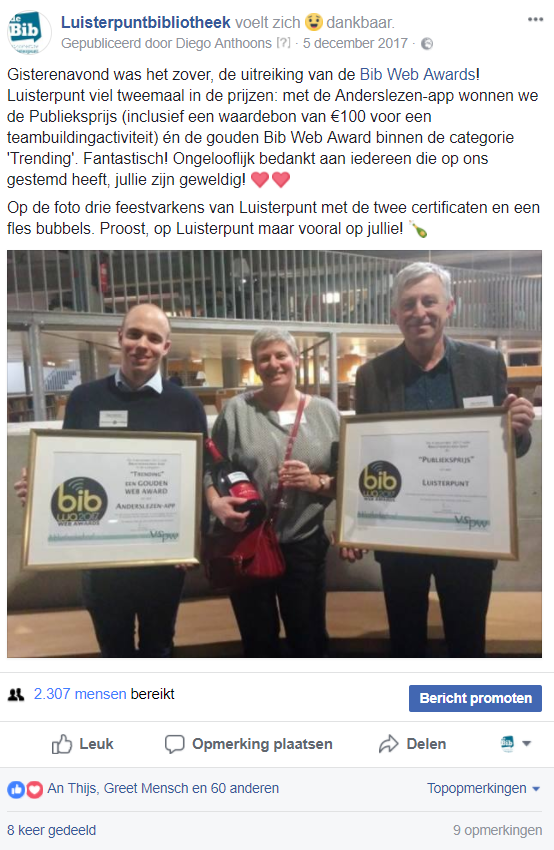 de
Bib
Luisterpuntbibliotheek voelt zich dankbaar.
Gepubliceerd door Diego Anthoons [?] · 5 december 2017 ·
Gisterenavond was het zover, de uitreiking van de Bib Web Awards!
Luisterpunt viel tweemaal in de prijzen: met de Anderslezen-app wonnen we
de Publieksprijs (inclusief een waardebon van €100 voor een
teambuildingactiviteit) én de gouden Bib Web Award binnen de categorie
'Trending'. Fantastisch! Ongelooflijk bedankt aan iedereen die op ons
gestemd heeft, jullie zijn geweldig!
Op de foto drie feestvarkens van Luisterpunt met de twee certificaten en een
fles bubbels. Proost, op Luisterpunt maar vooral op jullie!
"Trending"
een Gouden
Web Award
Anderslezen-app
bib
WA2017
WEB AWARDS
vspw
"Publieksprijs"
Luisterpunt
bib
WA2017
WEB AWARDS
vspw
2.307 mensen bereikt
Bericht promoten
Leuk
Opmerking plaatsen
Delen
Bib
An Thijs, Greet Mensch en 60 anderen
Topopmerkingen
8 keer gedeeld
9 opmerkingen